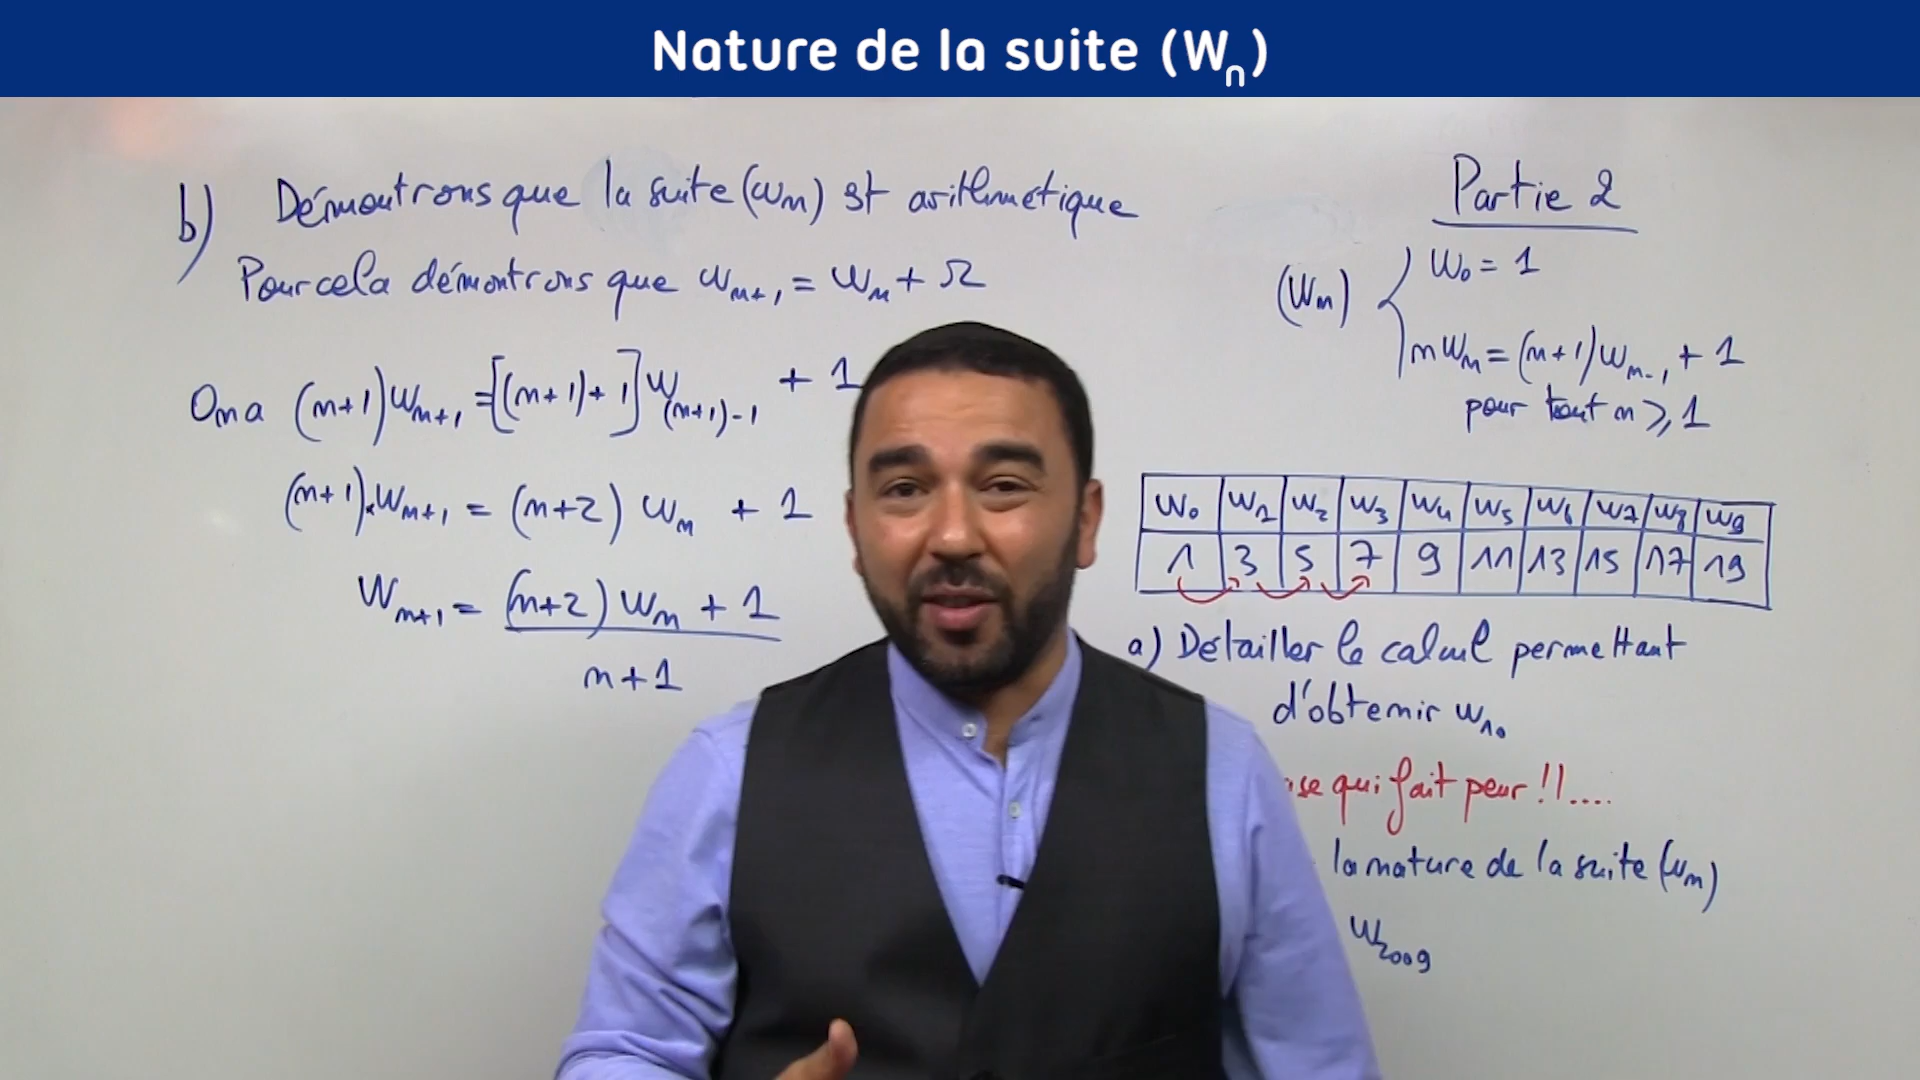 Nature de la suite (Wn)
b) Démontrons que la suite (wn) est arithmétique
Pour cela démontrons que wn+1 = wn + r
On a (n+1)wn+1 = [(n+1)+1]w(n+1)-1 + 1
(n+1)×wn+1 = (n+2) wn + 1
Wn+1 = (n+2) wn + 1
n+1
Partie 2
(Wn) { W0 = 1
nWn = (n+1)wn-1 + 1
pour tout n ⩾ 1
W0 W1 W2 W3 W4 W5 W6 W7 W8 W9
1 3 5 7 9 11 13 15 17 19
a) Détailler le calcul permettant
d'obtenir w10
qui fait peur !!....
la nature de la suite (wn)
W2009